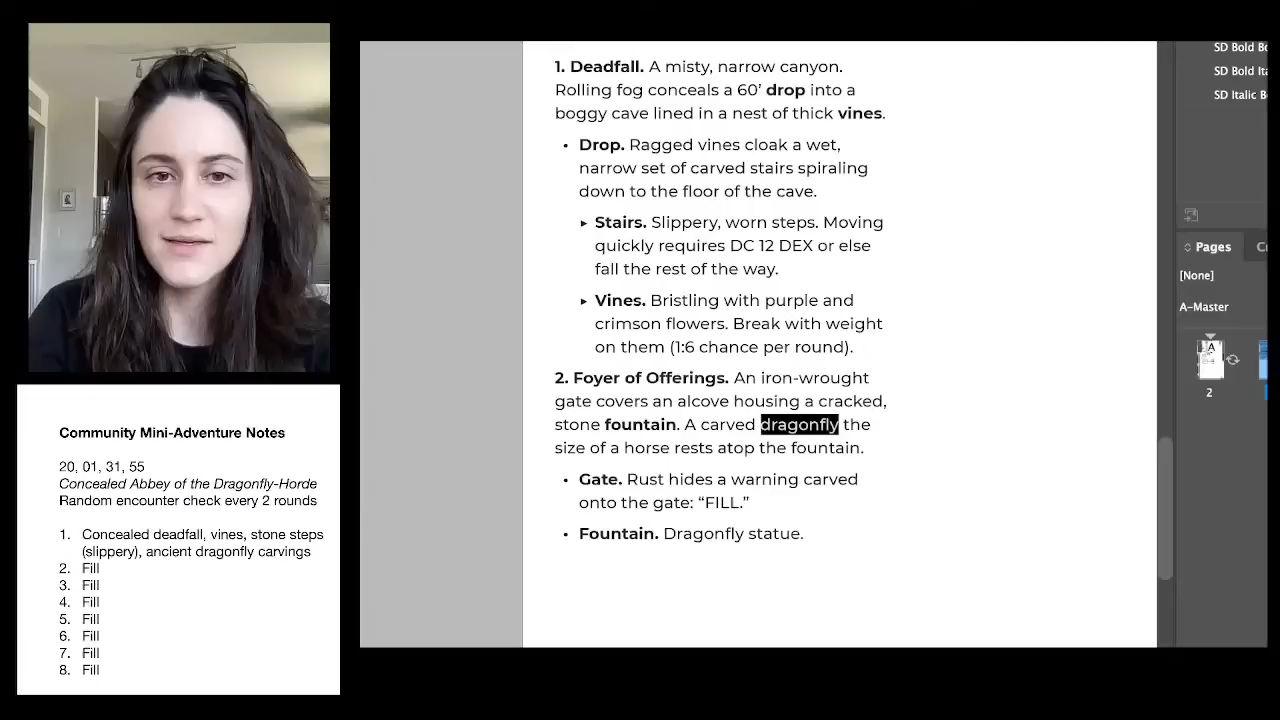 Community Mini-Adventure Notes
20, 01, 31, 55
Concealed Abbey of the Dragonfly-Horde
Random encounter check every 2 rounds
1. Concealed deadfall, vines, stone steps
(slippery), ancient dragonfly carvings
2. Fill
3. Fill
4. Fill
5. Fill
6. Fill
7. Fill
8. Fill
1. Deadfall. A misty, narrow canyon.
Rolling fog conceals a 60’ drop into a
boggy cave lined in a nest of thick vines.
• Drop. Ragged vines cloak a wet,
narrow set of carved stairs spiraling
down to the floor of the cave.
▸ Stairs. Slippery, worn steps. Moving
quickly requires DC 12 DEX or else
fall the rest of the way.
▸ Vines. Bristling with purple and
crimson flowers. Break with weight
on them (1:6 chance per round).
2. Foyer of Offerings. An iron-wrought
gate covers an alcove housing a cracked,
stone fountain. A carved dragonfly the
size of a horse rests atop the fountain.
• Gate. Rust hides a warning carved
onto the gate: “FILL.”
• Fountain. Dragonfly statue.
SD Bold Bo
SD Bold Ita
SD Italic Bo
Pages
[None]
A-Master
A
2